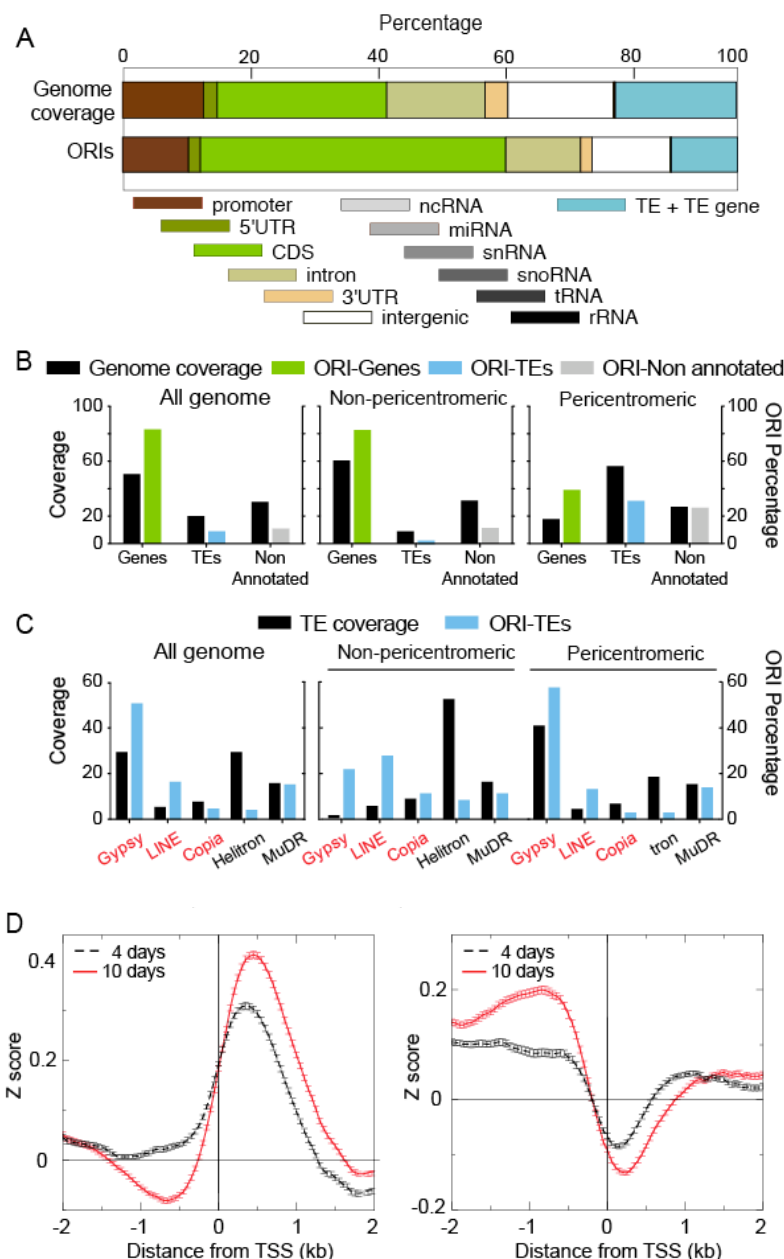 A
Percentage
0 20 40 60 80 100
Genome coverage
ORIs
promoter
5'UTR
CDS
intron
3'UTR
intergenic
ncRNA
miRNA
snRNA
snoRNA
tRNA
rRNA
TE + TE gene
B
Genome coverage ORI-Genes ORI-TEs ORI-Non annotated
All genome Non-pericentromeric Pericentromeric
Coverage
100
60
20
0
Genes TEs Non Annotated
Genes TEs Non Annotated
Genes TEs Non Annotated
100
60
20
0
ORI Percentage
C
TE coverage ORI-TEs
All genome Non-pericentromeric Pericentromeric
Coverage
60
40
20
0
Gypsy LINE Copia Helitron MuDR
Gypsy LINE Copia Helitron MuDR
Gypsy LINE Copia tron MuDR
60
40
20
0
ORI Percentage
D
4 days
10 days
Z score
0.4
0.2
0
-2 -1 0 1 2
Distance from TSS (kb)
4 days
10 days
Z score
0.2
0
-0.2
-2 -1 0 1 2
Distance from TSS (kb)